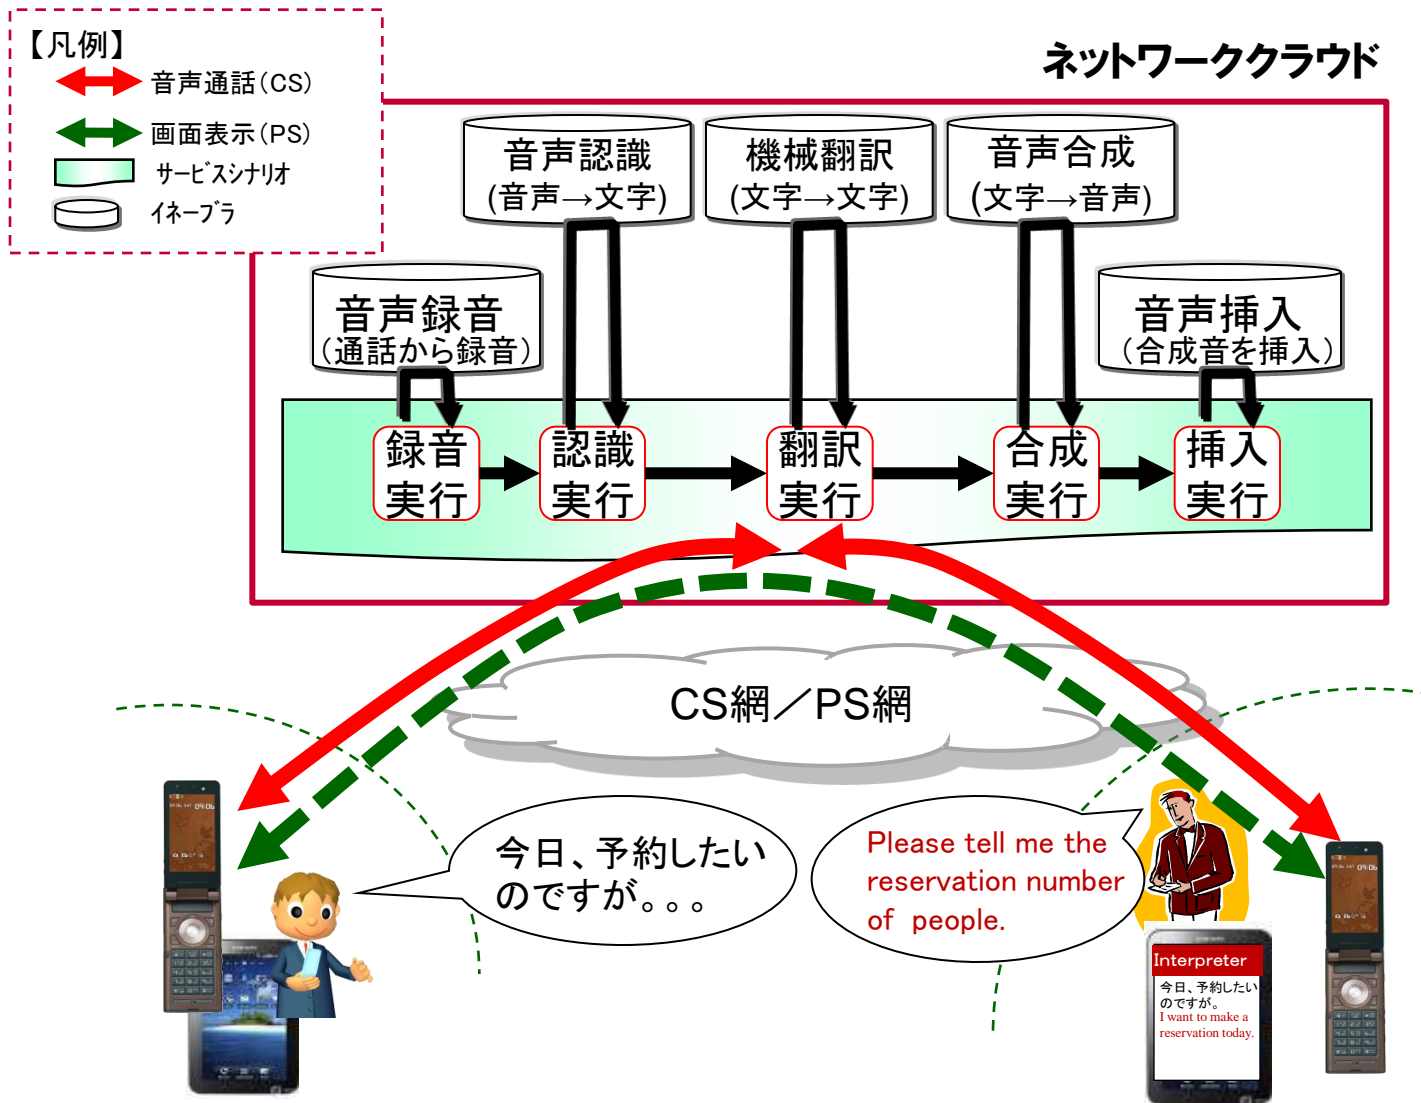 【凡例】
音声通話(CS)
画面表示(PS)
サービスシナリオ
イネーブラ
ネットワーククラウド
音声認識
(音声→文字)
機械翻訳
(文字→文字)
音声合成
(文字→音声)
音声録音
(通話から録音)
音声挿入
(合成音を挿入)
録音
実行
認識
実行
翻訳
実行
合成
実行
挿入
実行
CS網／PS網
今日、予約したい
のですが。。。
Please tell me the
reservation number
of people.
Interpreter
今日、予約したい
のですが。
I want to make a
reservation today.
09:06
09:06